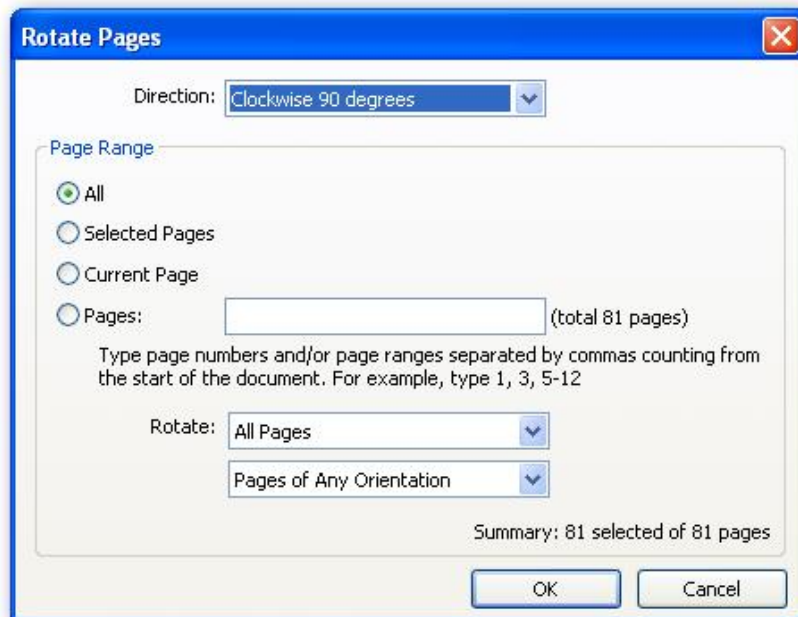 Rotate Pages
Direction: Clockwise 90 degrees
Page Range
All
Selected Pages
Current Page
Pages: (total 81 pages)
Type page numbers and/or page ranges separated by commas counting from
the start of the document. For example, type 1, 3, 5-12
Rotate: All Pages
Pages of Any Orientation
Summary: 81 selected of 81 pages
OK Cancel